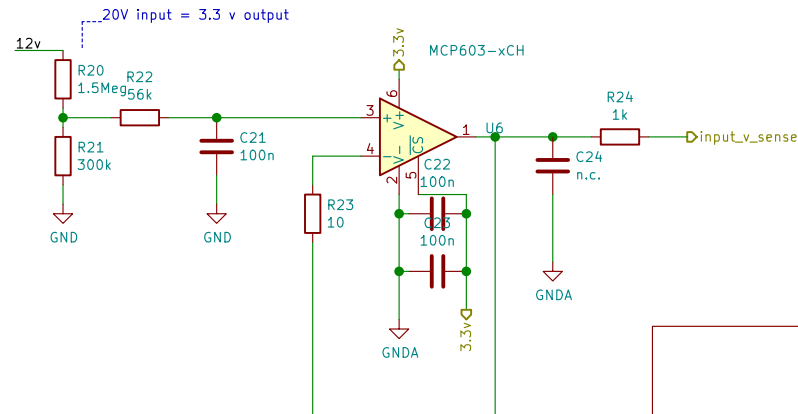 20V input = 3.3 v output
12v
R20
1.5Meg
R22
56k
R21
300k
GND
C21
100n
GND
3.3v
MCP603-xCH
3
4
6
2
5
1
+
-
V+
V-
CS
U6
R23
10
C22
100n
C23
100n
GNDA
3.3v
C24
n.c.
GNDA
R24
1k
input_v_sense